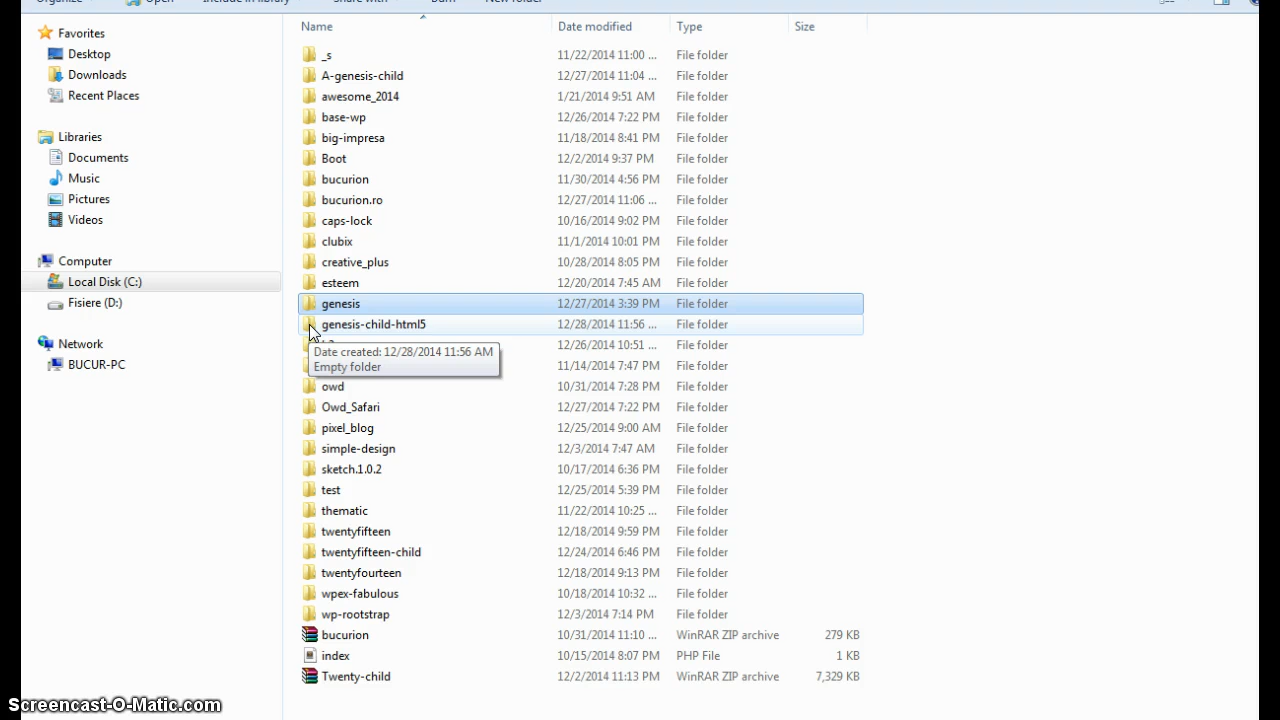 Organize Open Include in library Share with Burn New folder
Name Date modified Type Size
Favorites
Desktop
Downloads
Recent Places
Libraries
Documents
Music
Pictures
Videos
Computer
Local Disk (C:)
Fisiere (D:)
Network
BUCUR-PC
_s 11/22/2014 11:00 ... File folder
A-genesis-child 12/27/2014 11:04 ... File folder
awesome_2014 1/21/2014 9:51 AM File folder
base-wp 12/26/2014 7:22 PM File folder
big-impresa 11/18/2014 8:41 PM File folder
Boot 12/2/2014 9:37 PM File folder
bucurion 11/30/2014 4:56 PM File folder
bucurion.ro 12/27/2014 11:06 ... File folder
caps-lock 10/16/2014 9:02 PM File folder
clubix 11/1/2014 10:01 PM File folder
creative_plus 10/28/2014 8:05 PM File folder
esteem 12/20/2014 7:45 AM File folder
genesis 12/27/2014 3:39 PM File folder
genesis-child-html5 12/28/2014 11:56 ... File folder
12/26/2014 10:51 ... File folder
Date created: 12/28/2014 11:56 AM
Empty folder
11/14/2014 7:47 PM File folder
owd 10/31/2014 7:28 PM File folder
Owd_Safari 12/27/2014 7:22 PM File folder
pixel_blog 12/25/2014 9:00 AM File folder
simple-design 12/3/2014 7:47 AM File folder
sketch.1.0.2 10/17/2014 6:36 PM File folder
test 12/25/2014 5:39 PM File folder
thematic 11/22/2014 10:25 ... File folder
twentyfifteen 12/18/2014 9:59 PM File folder
twentyfifteen-child 12/24/2014 6:46 PM File folder
twentyfourteen 12/18/2014 9:13 PM File folder
wpex-fabulous 10/18/2014 10:32 ... File folder
wp-rootstrap 12/3/2014 7:14 PM File folder
bucurion 10/31/2014 11:10 ... WinRAR ZIP archive 279 KB
index 10/15/2014 8:07 PM PHP File 1 KB
Twenty-child 12/2/2014 11:13 PM WinRAR ZIP archive 7,329 KB
Screencast-O-Matic.com